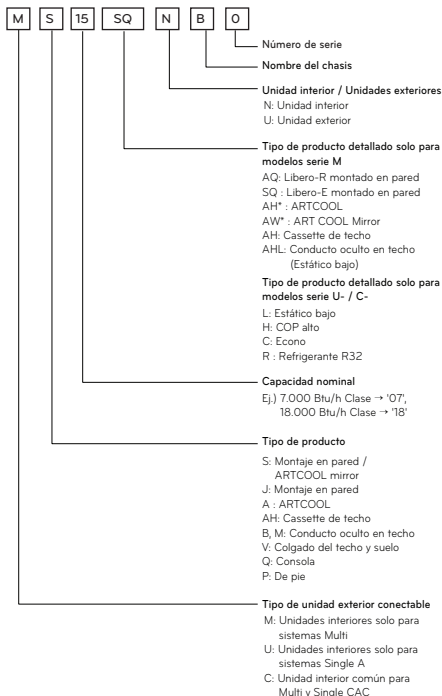 M S 15 SQ N B 0
Número de serie
Nombre del chasis
Unidad interior / Unidades exteriores
N: Unidad interior
U: Unidad exterior
Tipo de producto detallado solo para
modelos serie M
AQ: Libero-R montado en pared
SQ : Libero-E montado en pared
AH* : ARTCOOL
AW* : ART COOL Mirror
AH: Cassette de techo
AHL: Conducto oculto en techo
(Estático bajo)
Tipo de producto detallado solo para
modelos serie U- / C-
L: Estático bajo
H: COP alto
C: Econo
R : Refrigerante R32
Capacidad nominal
Ej.) 7.000 Btu/h Clase → '07',
18.000 Btu/h Clase → '18'
Tipo de producto
S: Montaje en pared /
ARTCOOL mirror
J: Montaje en pared
A : ARTCOOL
AH: Cassette de techo
B, M: Conducto oculto en techo
V: Colgado del techo y suelo
Q: Consola
P: De pie
Tipo de unidad exterior conectable
M: Unidades interiores solo para
sistemas Multi
U: Unidades interiores solo para
sistemas Single A
C: Unidad interior común para
Multi y Single CAC